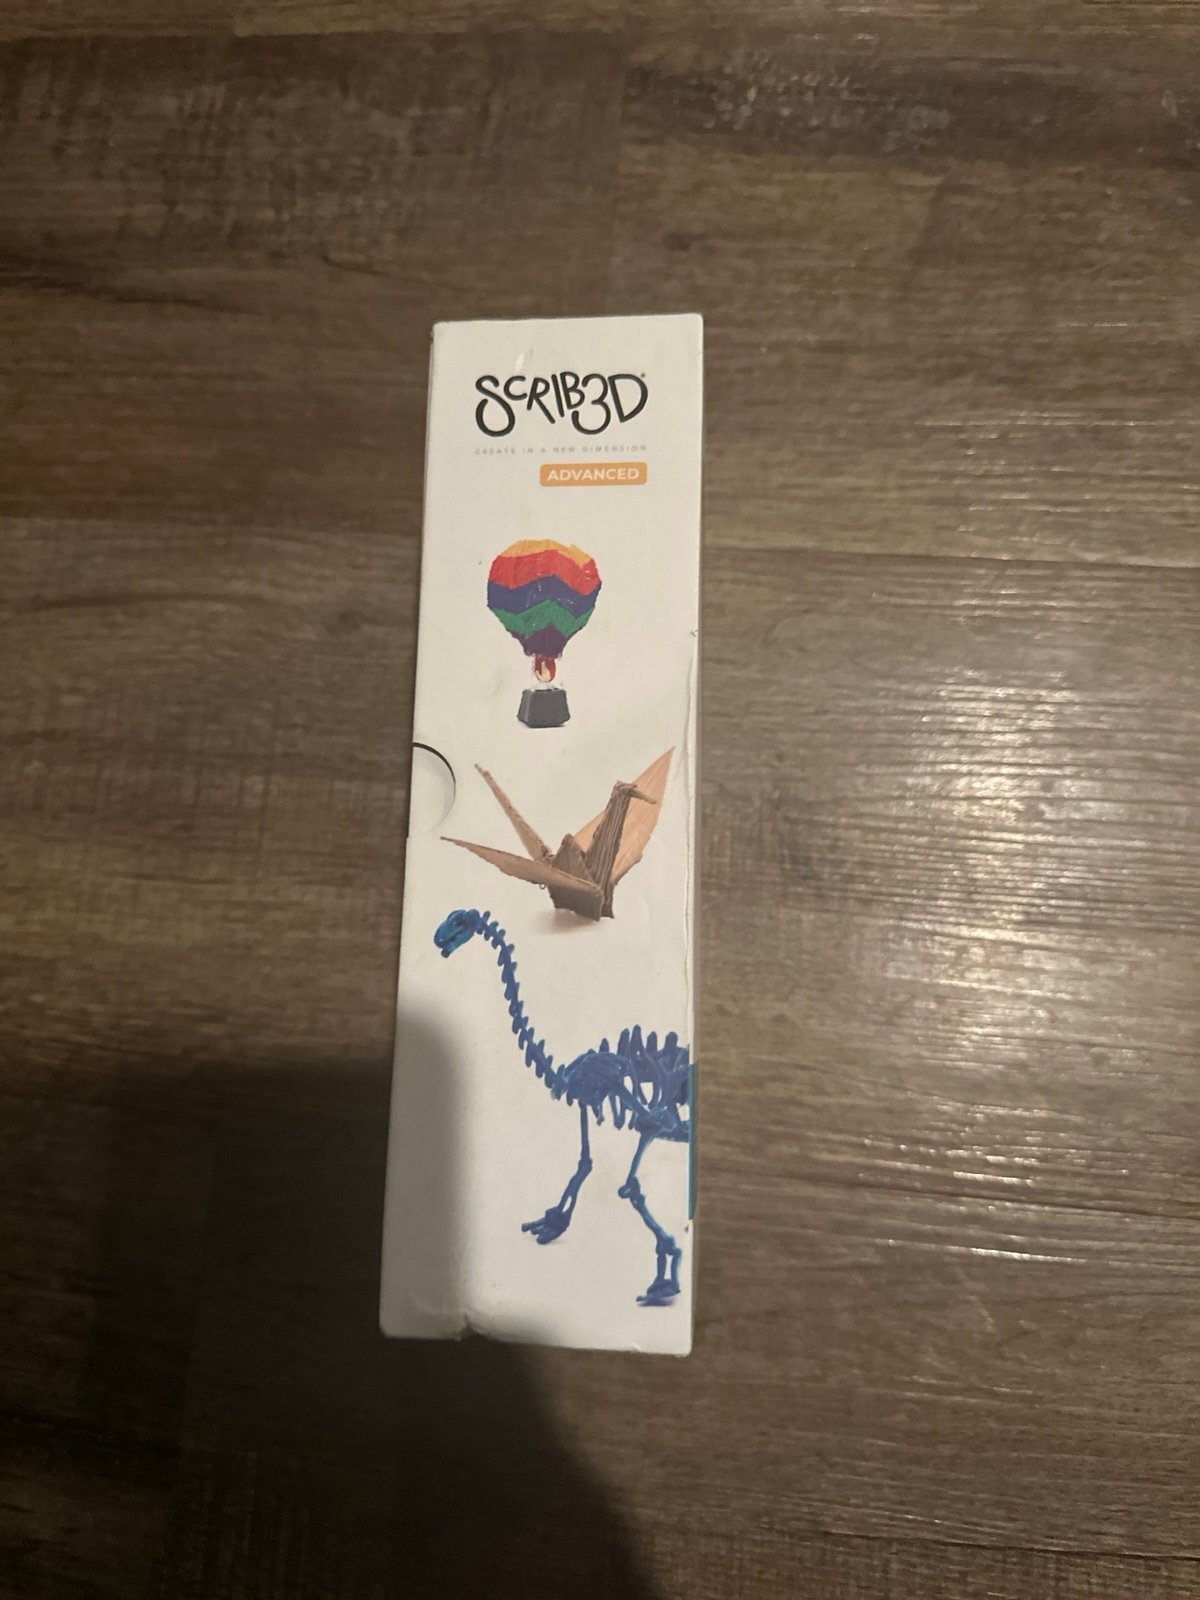 SCRIB3D®
CREATE IN A NEW DIMENSION
ADVANCED